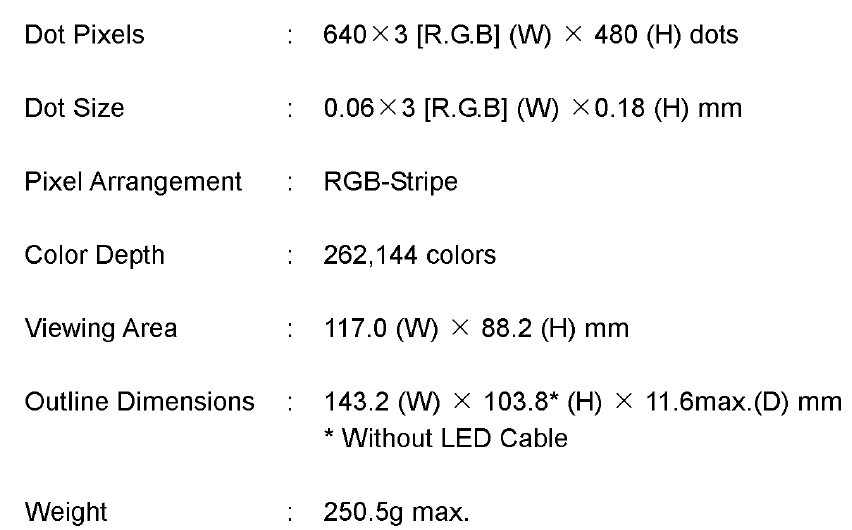 Dot Pixels : 640×3 [R.G.B] (W) × 480 (H) dots
Dot Size : 0.06×3 [R.G.B] (W) ×0.18 (H) mm
Pixel Arrangement : RGB-Stripe
Color Depth : 262,144 colors
Viewing Area : 117.0 (W) × 88.2 (H) mm
Outline Dimensions : 143.2 (W) × 103.8* (H) × 11.6max.(D) mm
* Without LED Cable
Weight : 250.5g max.